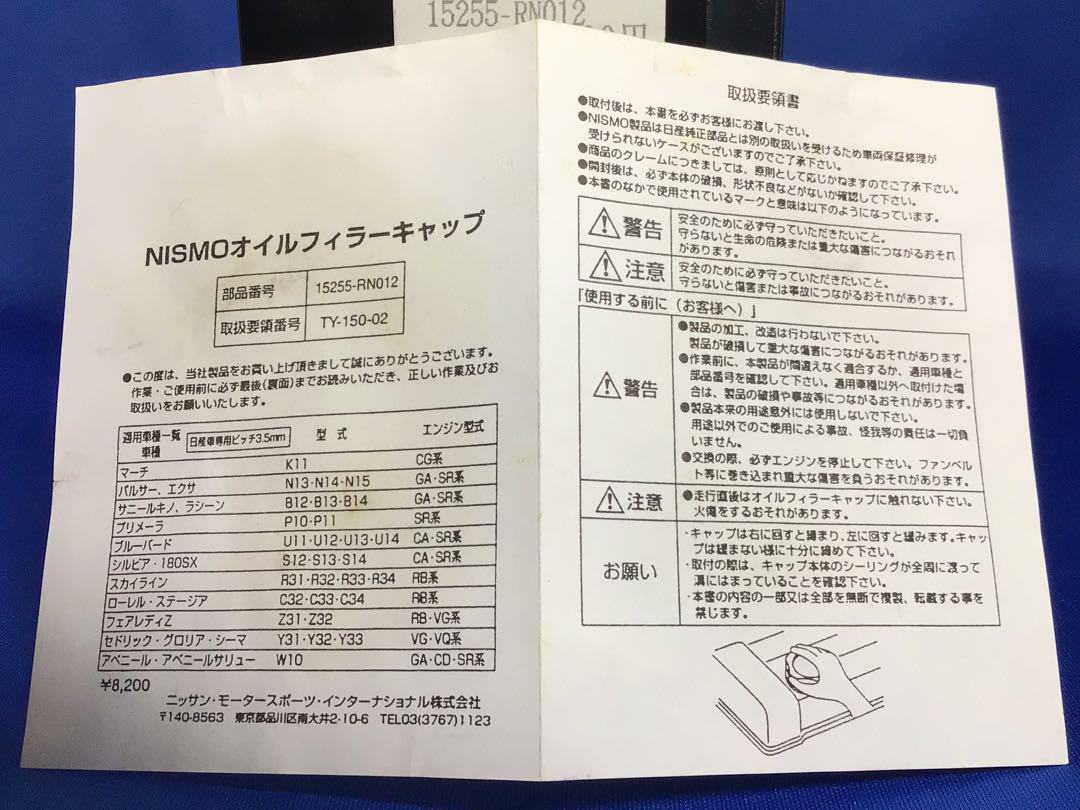 15255-RN012
NISMOオイルフィラーキャップ
部品番号 15255-RN012
取扱要領番号 TY-150-02
●この度は、当社製品をお買い上げ頂きまして誠にありがとうございます。
作業・ご使用前に必ず最後(裏面)までお読みいただき、正しい作業及びお
取扱いをお願いいたします。
適用車種一覧 日産車専用ピッチ3.5mm
車種 型式 エンジン型式
マーチ K11 CG系
パルサー、エクサ N13・N14・N15 GA・SR系
サニールキノ、ラシーン B12・B13・B14 GA・SR系
プリメーラ P10・P11 SR系
ブルーバード U11・U12・U13・U14 CA・SR系
シルビア・180SX S12・S13・S14 CA・SR系
スカイライン R31・R32・R33・R34 RB系
ローレル・ステージア C32・C33・C34 RB系
フェアレディZ Z31・Z32 RB・VG系
セドリック・グロリア・シーマ Y31・Y32・Y33 VG・VQ系
アベニール・アベニールサリュー W10 GA・CD・SR系
¥8,200
ニッサン・モータースポーツ・インターナショナル株式会社
〒140-8563 東京都品川区南大井2-10-6 TEL03(3767)1123
取扱要領書
●取付後は、本書を必ずお客様にお渡し下さい。
●NISMO製品は日産純正部品とは別の取扱いを受けるため車両保証修理が
受けられないケースがございますのでご了承下さい。
●商品のクレームにつきましては、原則として応じかねますのでご了承下さい。
●開封後は、必ず本体の破損、形状不良などがないか確認して下さい。
●本書のなかで使用されているマークと意味は以下のようになっています。
警告 安全のために必ず守っていただきたいこと。
守らないと生命の危険または重大な傷害につながるおそれ
があります。
注意 安全のために必ず守っていただきたいこと。
守らないと傷害または事故につながるおそれがあります。
「使用する前に(お客様へ)」
警告
●製品の加工、改造は行わないで下さい。
製品が破損して重大な傷害につながるおそれがあります。
●作業前に、本製品が間違えなく適合するか、適用車種と
部品番号を確認して下さい。適用車種以外へ取付けた場
合は、製品の破損や事故等につながるおそれがあります。
●製品本来の用途意外には使用しないで下さい。
用途以外でのご使用による事故、怪我等の責任は一切負
いません。
●交換の際、必ずエンジンを停止して下さい。ファンベル
ト等に巻き込まれ重大な傷害を負うおそれがあります。
注意 ●走行直後はオイルフィラーキャップに触れない下さい。
火傷をするおそれがあります。
お願い
・キャップは右に回すと締まり、左に回すと緩みます。キャッ
プは緩まない様に十分に締めて下さい。
・取付の際は、キャップ本体のシーリングが全周に渡って
溝にはまっていることを確認下さい。
・本書の内容の一部又は全部を無断で複製、転載する事を
禁じます。